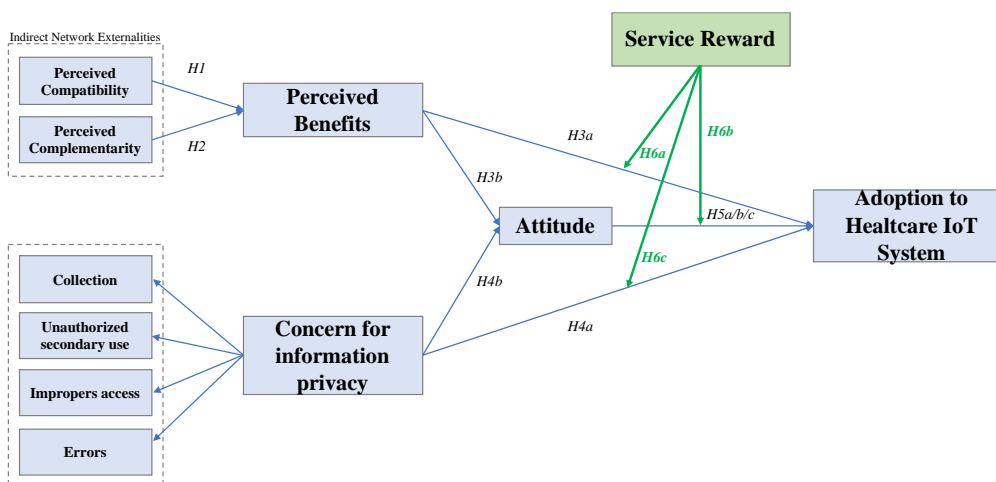 Indirect Network Externalities
Perceived
Compatibility
Perceived
Complementarity
H1
H2
Perceived
Benefits
Service Reward
H3a
H6a
H6b
H3b
Attitude
H5a/b/c
Adoption to
Healtcare IoT
System
H6c
H4b
H4a
Collection
Unauthorized
secondary use
Impropers access
Errors
Concern for
information
privacy